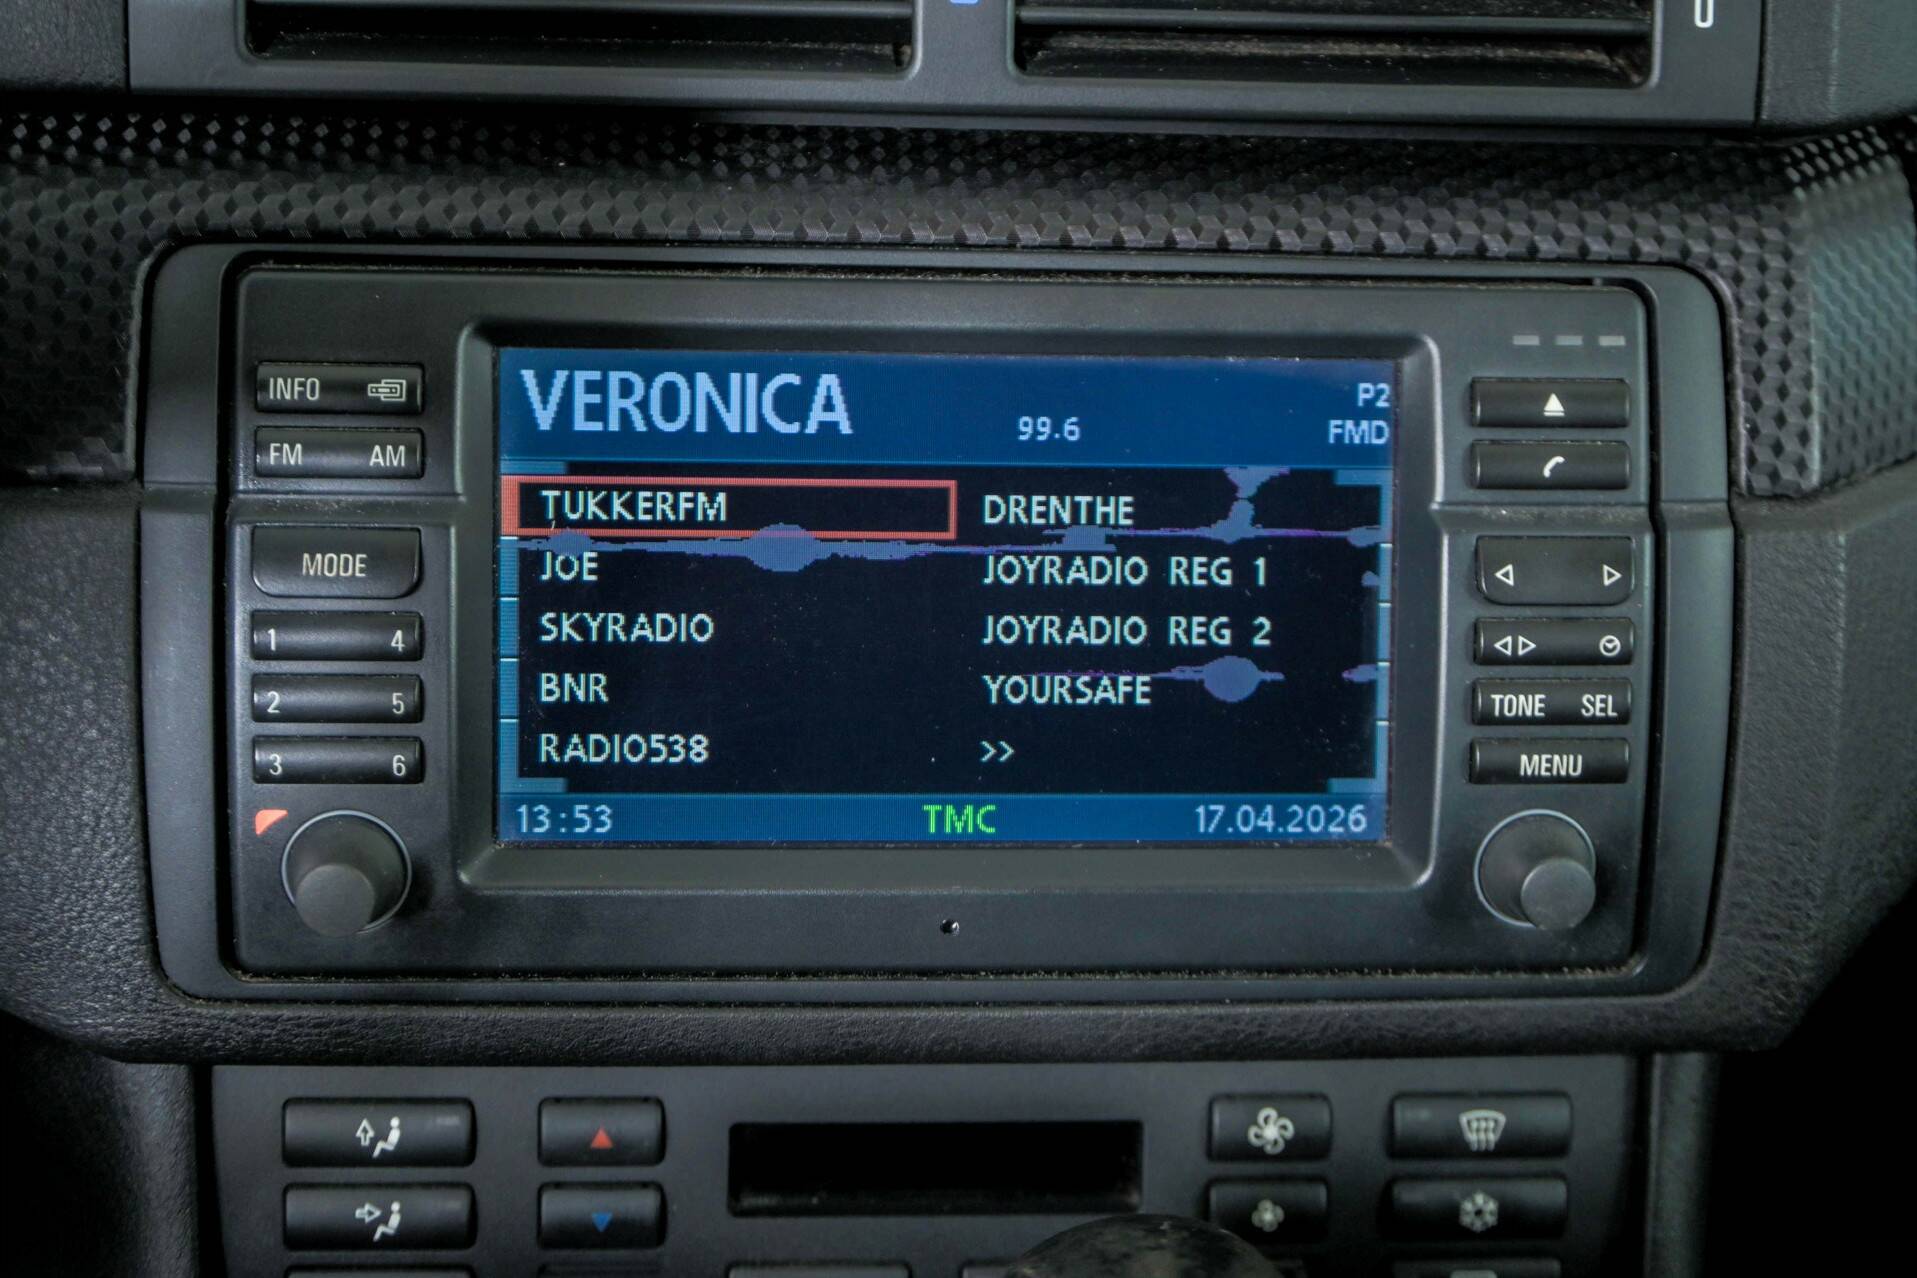 INFO
FM AM
MODE
1 4
2 5
3 6
VERONICA
99.6
P2
FMD
TUKKERFM
DRENTHE
JOE
JOYRADIO REG 1
SKYRADIO
JOYRADIO REG 2
BNR
YOURSAFE
RADIO538
>>
13:53
TMC
17.04.2026
TONE SEL
MENU
0